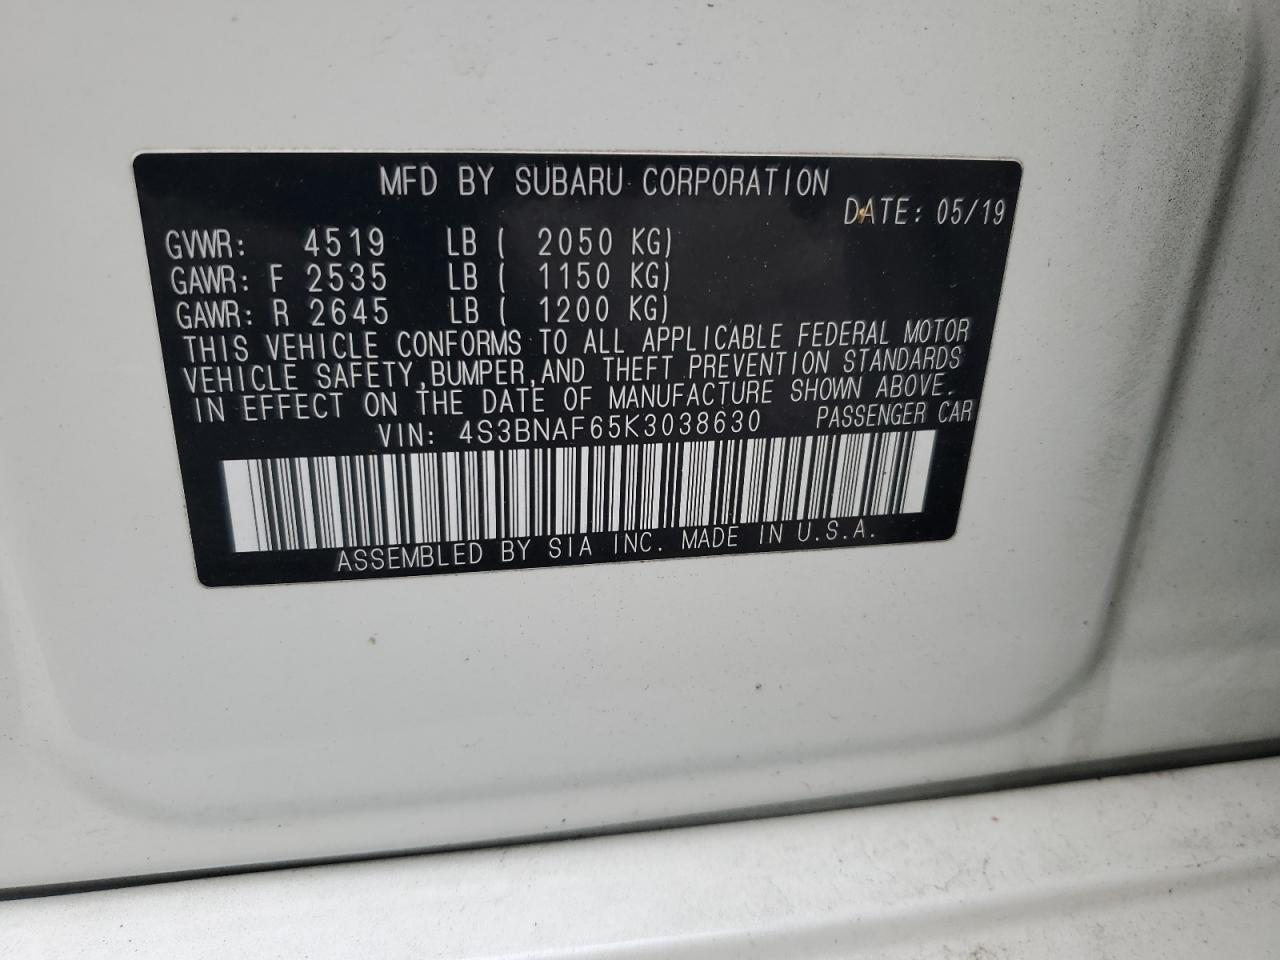 MFD BY SUBARU CORPORATION
DATE: 05/19
GVWR: 4519 LB ( 2050 KG)
GAWR: F 2535 LB ( 1150 KG)
GAWR: R 2645 LB ( 1200 KG)
THIS VEHICLE CONFORMS TO ALL APPLICABLE FEDERAL MOTOR
VEHICLE SAFETY,BUMPER,AND THEFT PREVENTION STANDARDS
IN EFFECT ON THE DATE OF MANUFACTURE SHOWN ABOVE.
VIN: 4S3BNAF65K3038630 PASSENGER CAR
ASSEMBLED BY SIA INC. MADE IN U.S.A.